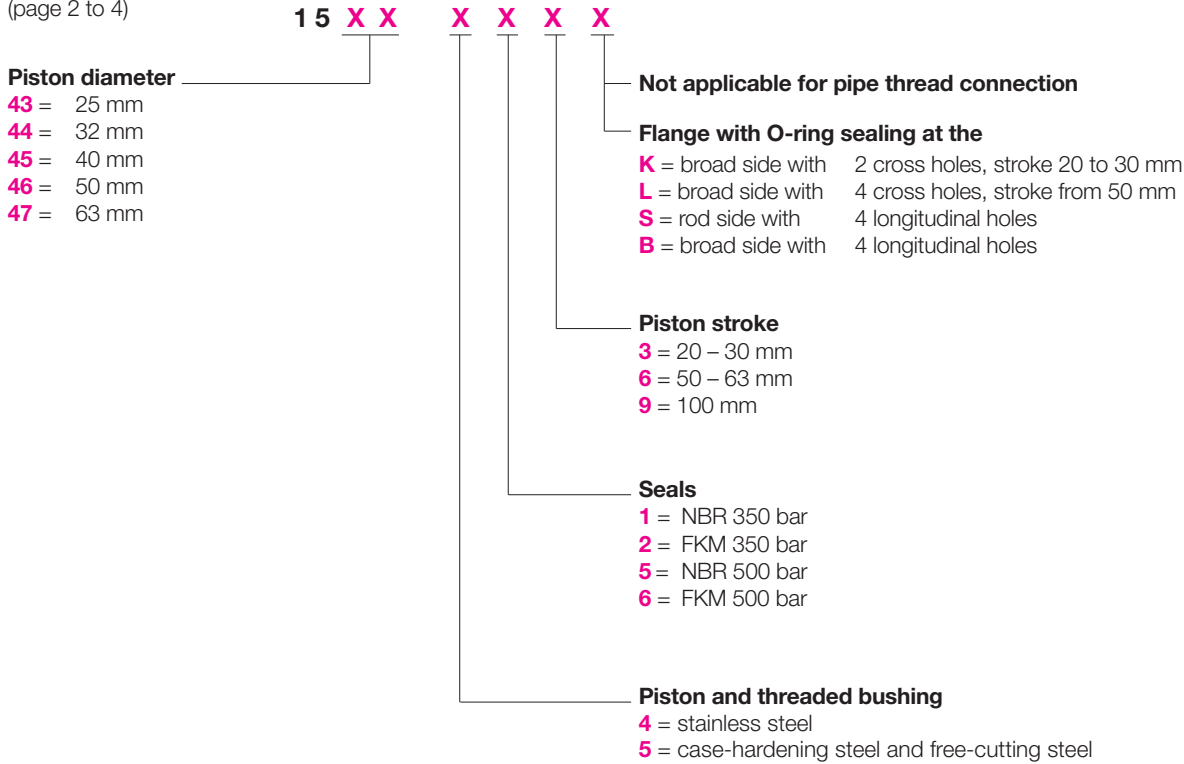 (page 2 to 4)
1 5 X X X X X X
Piston diameter
43 = 25 mm
44 = 32 mm
45 = 40 mm
46 = 50 mm
47 = 63 mm
Not applicable for pipe thread connection
Flange with O-ring sealing at the
K = broad side with 2 cross holes, stroke 20 to 30 mm
L = broad side with 4 cross holes, stroke from 50 mm
S = rod side with 4 longitudinal holes
B = broad side with 4 longitudinal holes
Piston stroke
3 = 20 – 30 mm
6 = 50 – 63 mm
9 = 100 mm
Seals
1 = NBR 350 bar
2 = FKM 350 bar
5 = NBR 500 bar
6 = FKM 500 bar
Piston and threaded bushing
4 = stainless steel
5 = case-hardening steel and free-cutting steel